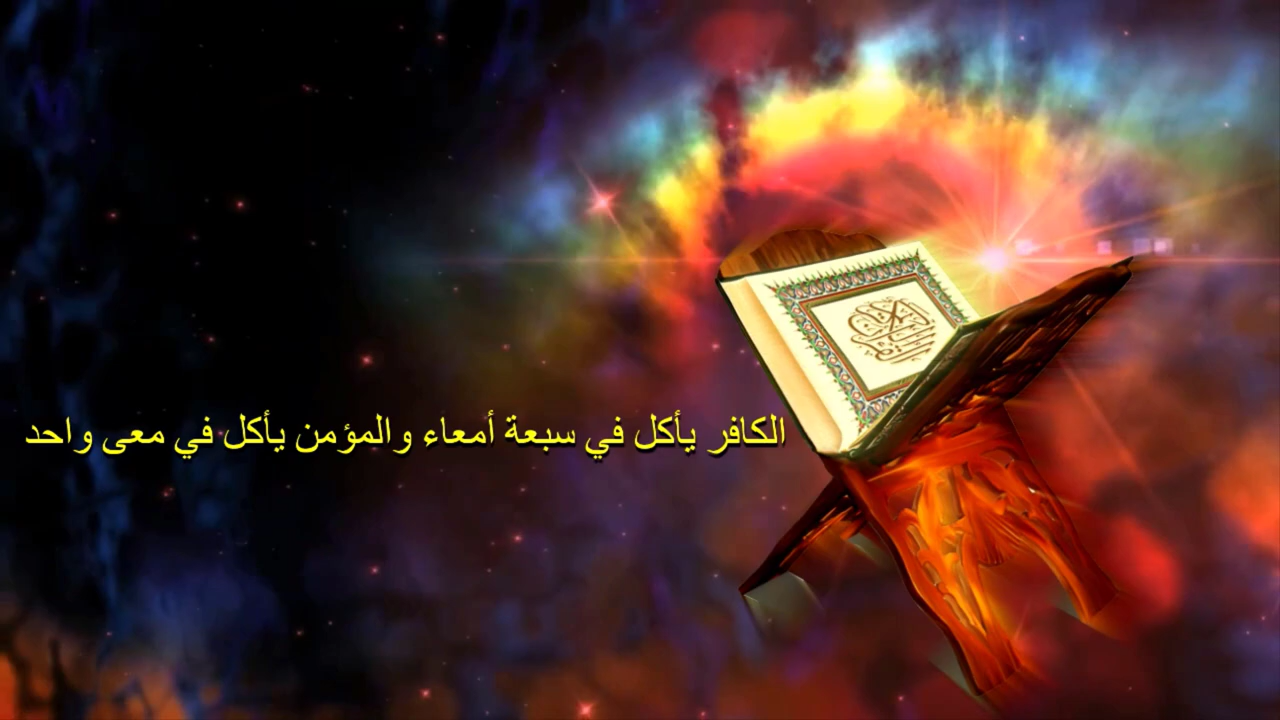 الكافر يأكل في سبعة أمعاء والمؤمن يأكل في معى واحد